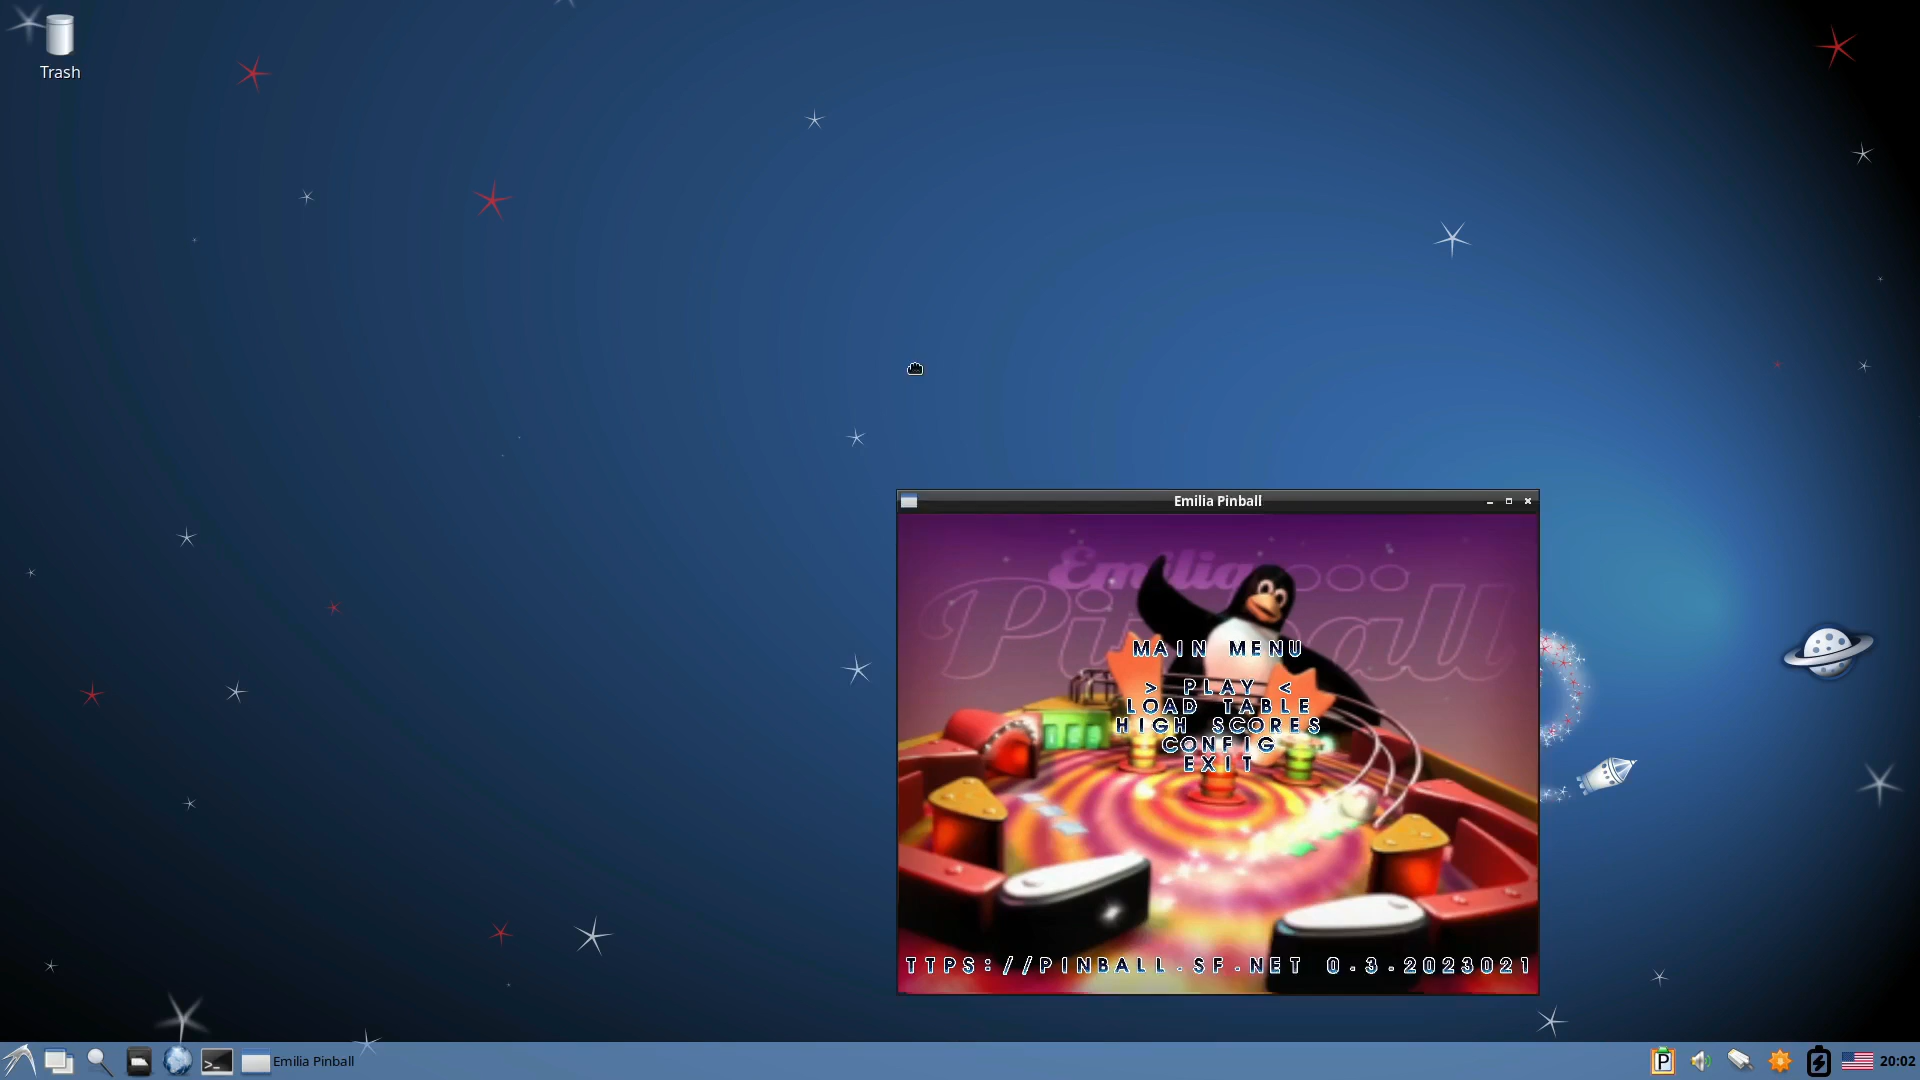 Trash
Emilia Pinball
Emilia
Pinball
MAIN MENU
> PLAY <
LOAD TABLE
HIGH SCORES
CONFIG
EXIT
TTPS://PINBALL.SF.NET 0.3.2023021
Emilia Pinball
P
20:02